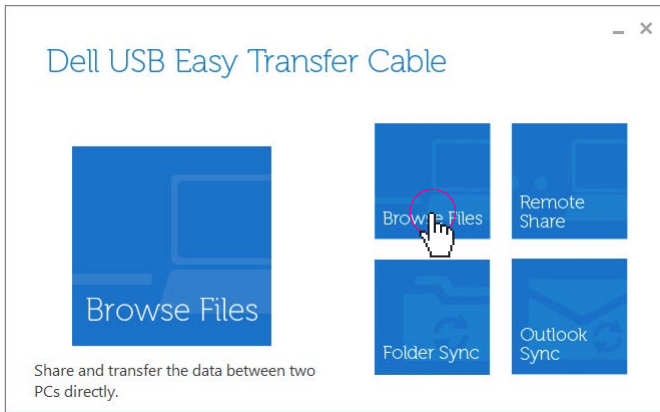 Dell USB Easy Transfer Cable
Browse Files
Share and transfer the data between two
PCs directly.
Browse Files
Remote
Share
Folder Sync
Outlook
Sync